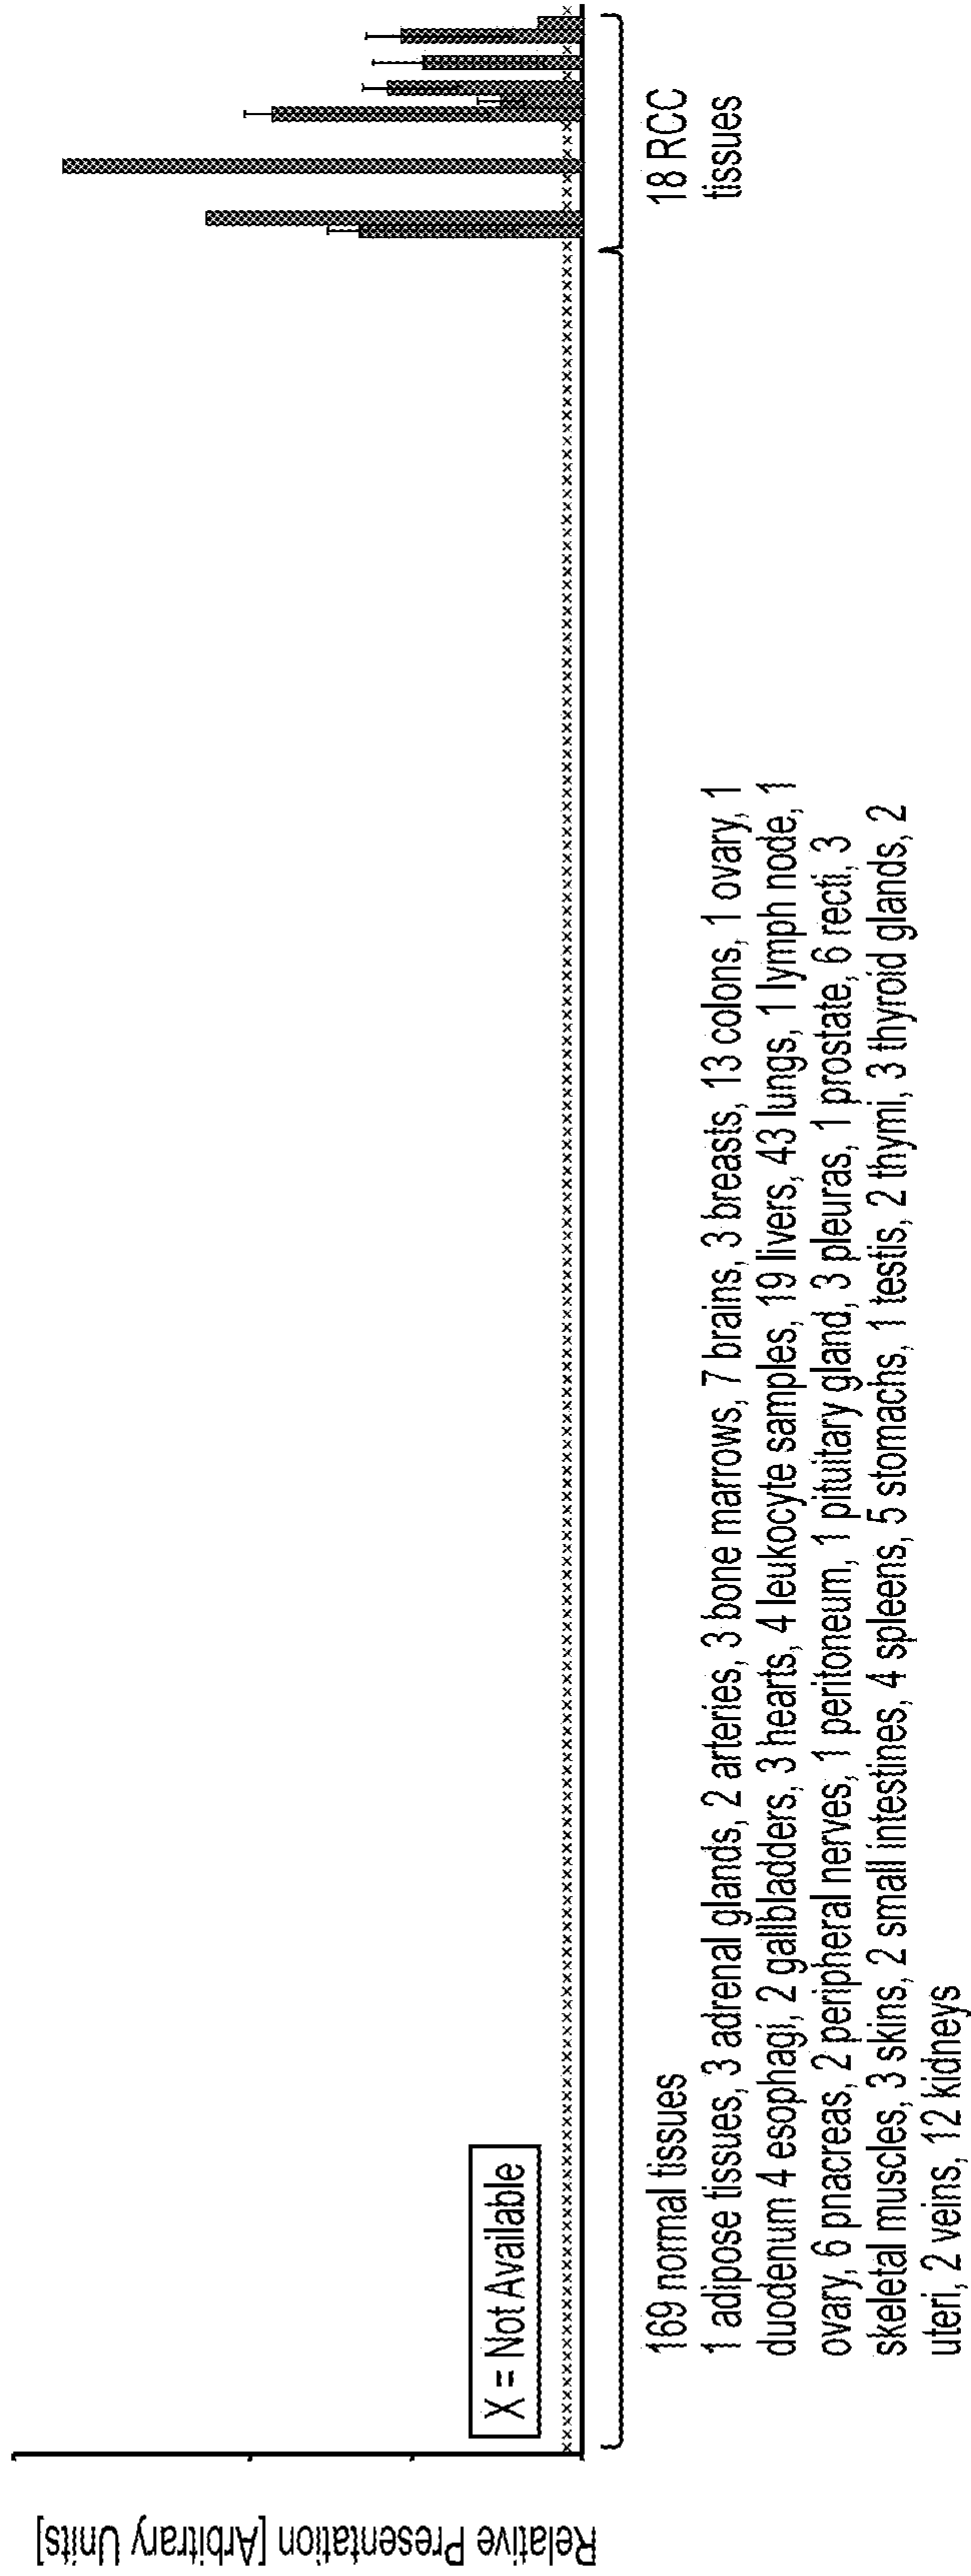 Relative Presentation [Arbitrary Units]
X = Not Available
169 normal tissues
1 adipose tissues, 3 adrenal glands, 2 arteries, 3 bone marrows, 7 brains, 3 breasts, 13 colons, 1 ovary, 1
duodenum 4 esophagi, 2 gallbladders, 3 hearts, 4 leukocyte samples, 19 livers, 43 lungs, 1 lymph node, 1
ovary, 6 pnacreas, 2 peripheral nerves, 1 peritoneum, 1 pituitary gland, 3 pleuras, 1 prostate, 6 recti, 3
skeletal muscles, 3 skins, 2 small intestines, 4 spleens, 5 stomachs, 1 testis, 2 thymi, 3 thyroid glands, 2
uteri, 2 veins, 12 kidneys
18 RCC
tissues